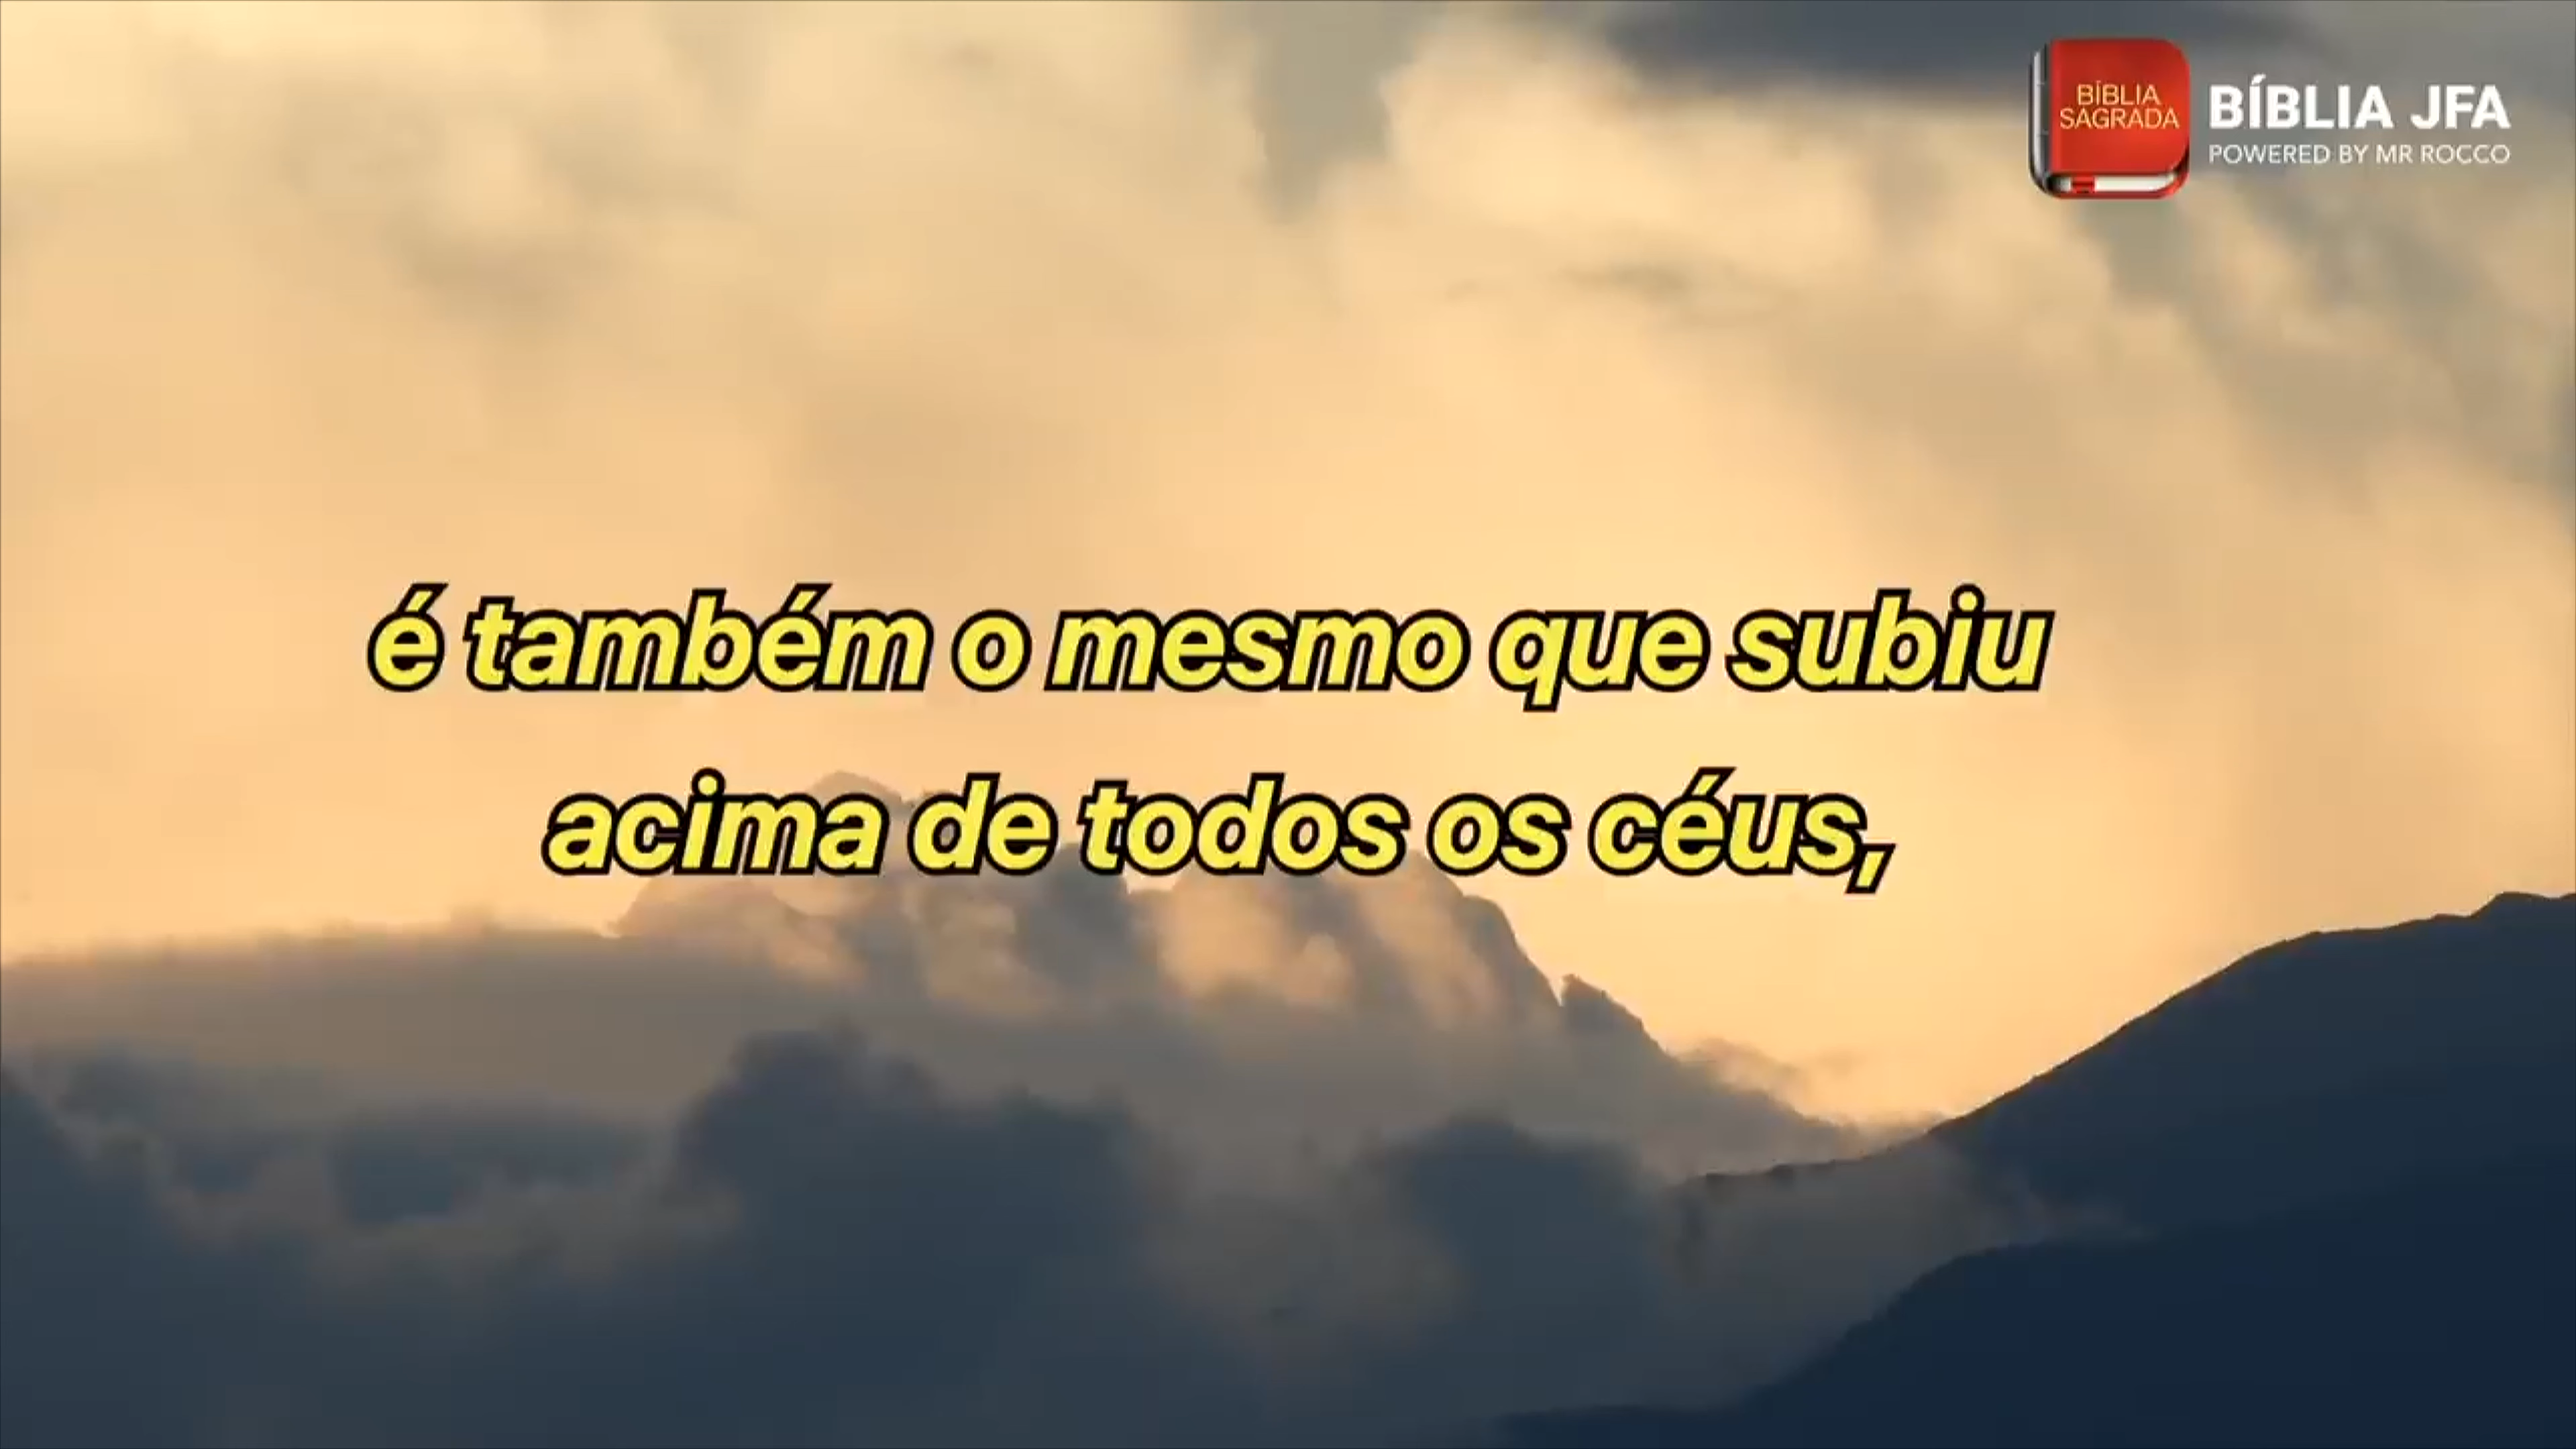 BÍBLIA
SAGRADA
BÍBLIA JFA
POWERED BY MR ROCCO
é também o mesmo que subiu
acima de todos os céus,